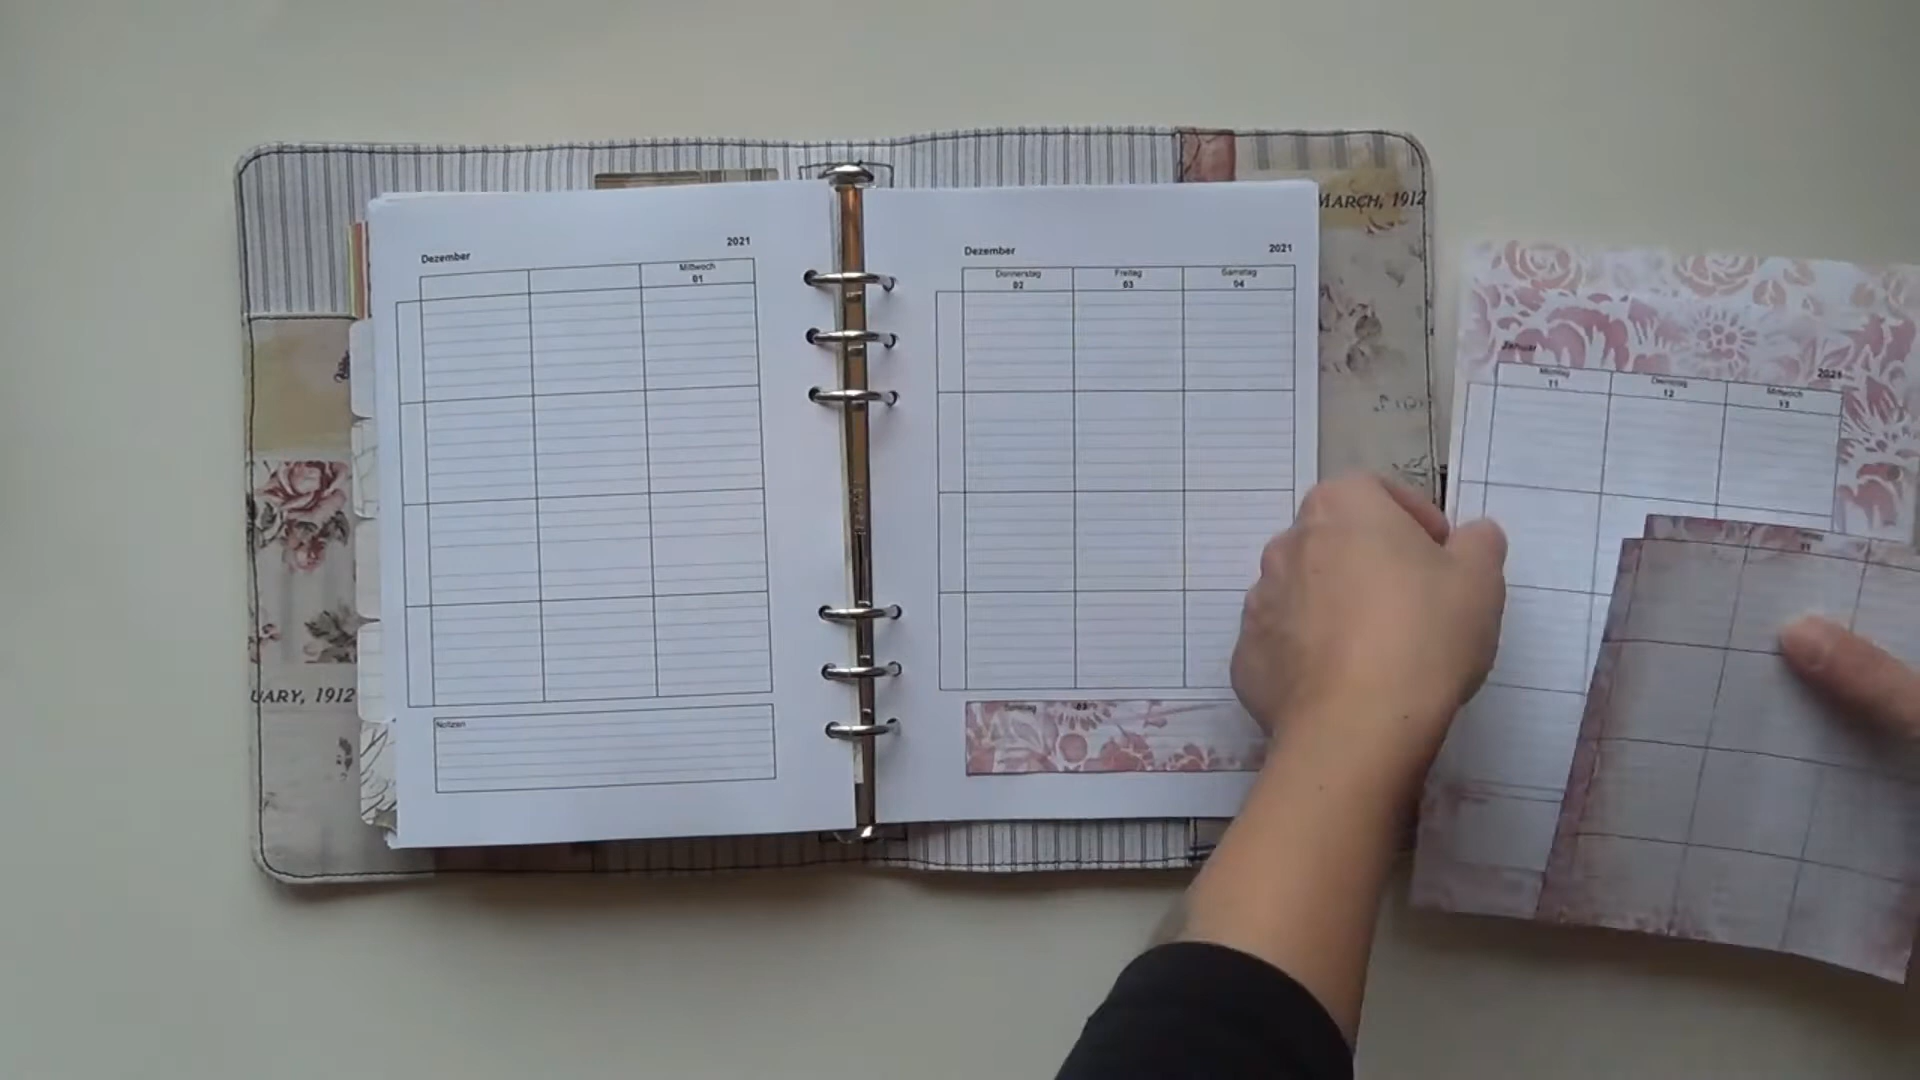 MARCH, 1912
Dezember 2021
Mittwoch
01
Notizen
Dezember 2021
Donnerstag Freitag Samstag
02 03 04
Sonntag
Januar
2021
Montag Dienstag Mittwoch
11 12 13
UARY, 1912